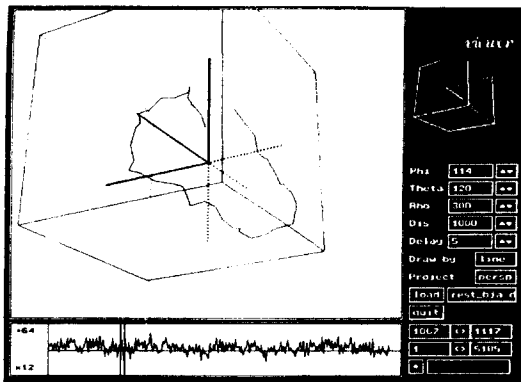 viewer
Phi 114
Theta 120
Rho 300
Dis 1000
Delay 5
Draw by line
Project persp
load
quit
+64
x12
1067 <> 1117
1 <> 5105